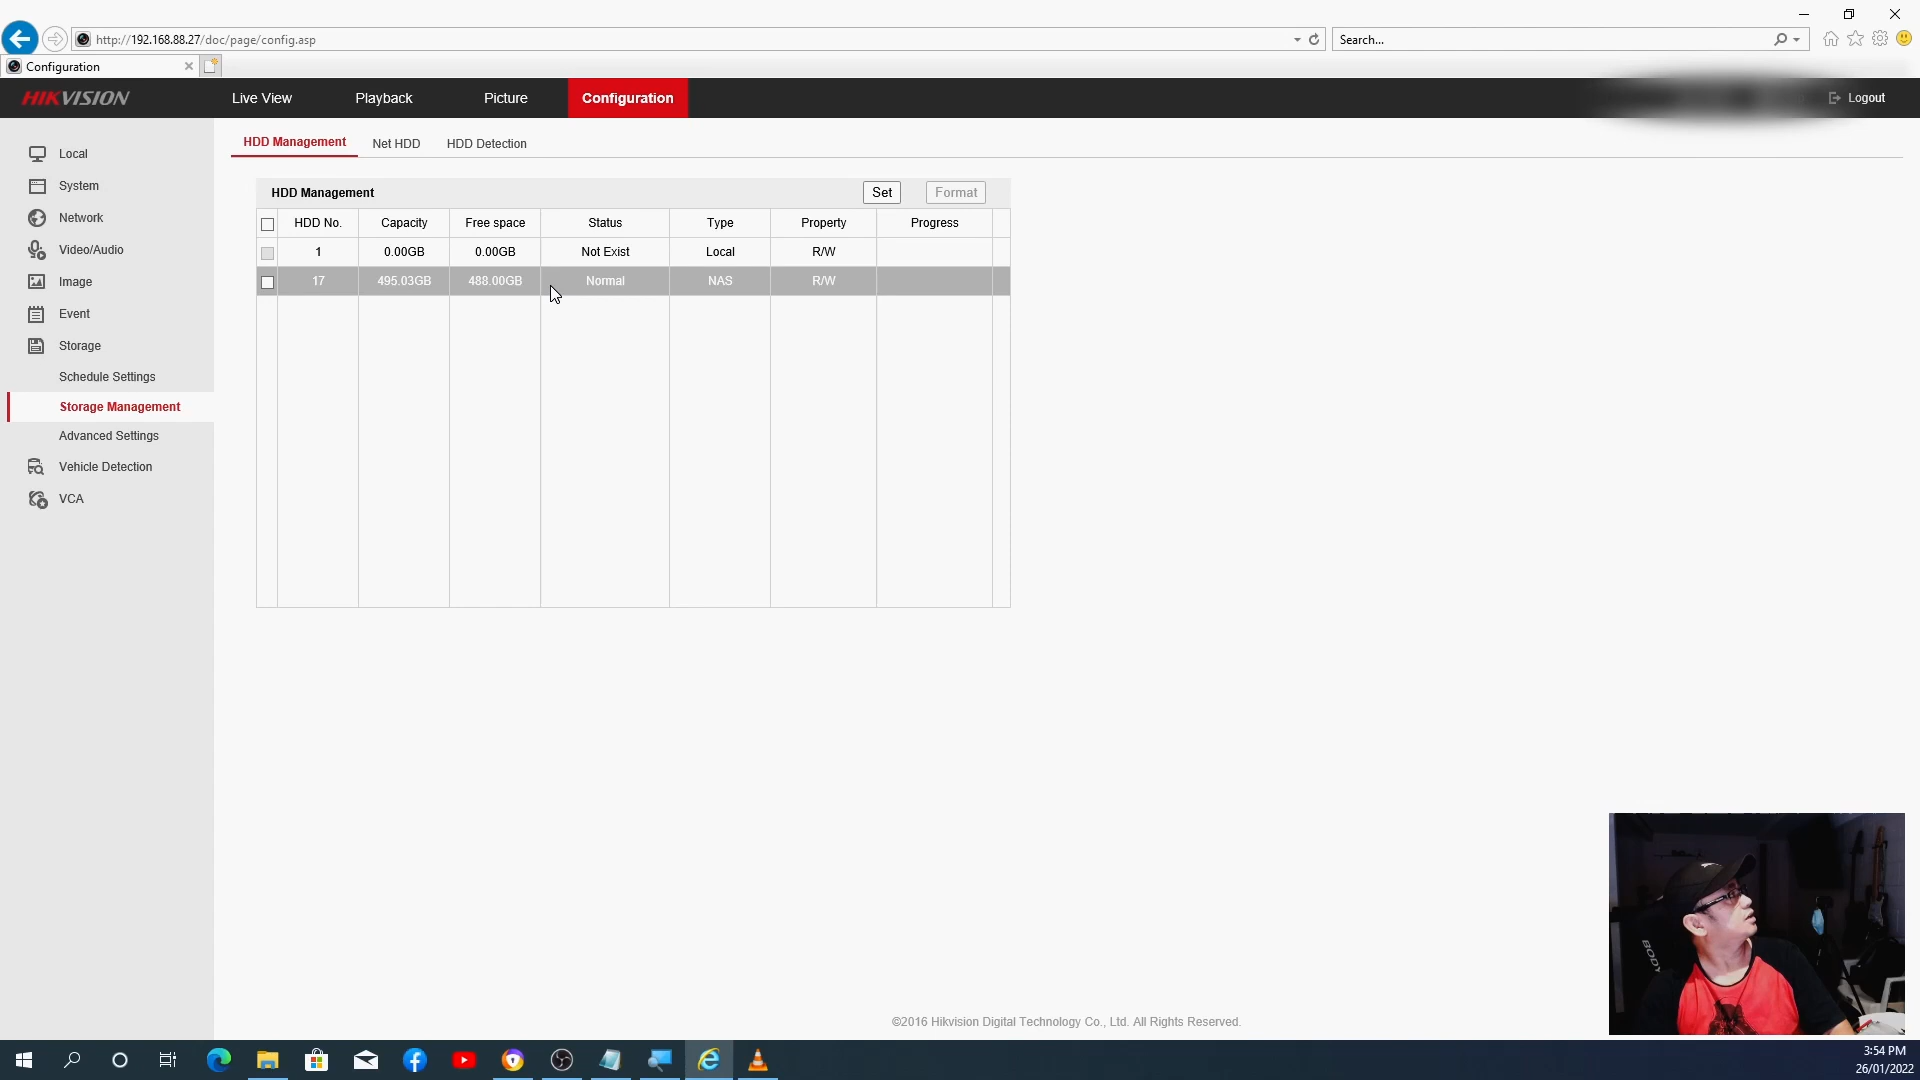 http://192.168.88.27/doc/page/config.asp
Search...
Configuration
HIKVISION
Live View
Playback
Picture
Configuration
Logout
Local
System
Network
Video/Audio
Image
Event
Storage
Schedule Settings
Storage Management
Advanced Settings
Vehicle Detection
VCA
HDD Management
Net HDD
HDD Detection
HDD Management
Set
Format
HDD No. Capacity Free space Status Type Property Progress
1 0.00GB 0.00GB Not Exist Local R/W
17 495.03GB 488.00GB Normal NAS R/W
BODY
©2016 Hikvision Digital Technology Co., Ltd. All Rights Reserved.
3:54 PM
26/01/2022